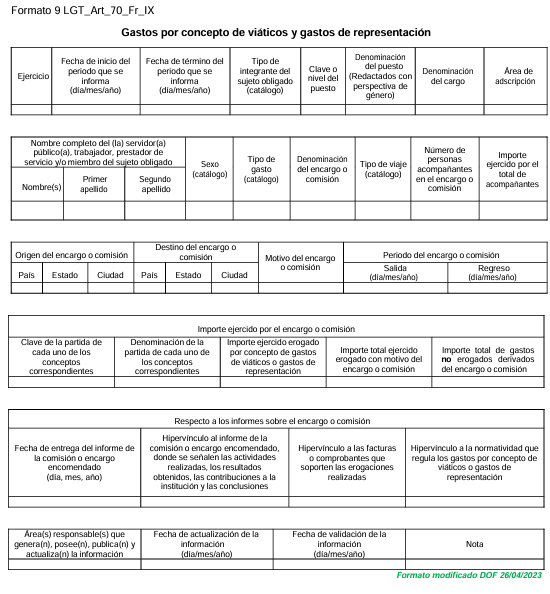 Formato 9 LGT_Art_70_Fr_IX
Gastos por concepto de viáticos y gastos de representación
Ejercicio
Fecha de inicio del
periodo que se
informa
(día/mes/año)
Fecha de término del
periodo que se
informa
(día/mes/año)
Tipo de
integrante del
sujeto obligado
(catálogo)
Clave o
nivel del
puesto
Denominación
del puesto
(Redactados con
perspectiva de
género)
Denominación
del cargo
Área de
adscripción
Nombre completo del (la) servidor(a)
público(a), trabajador, prestador de
servicio y/o miembro del sujeto obligado
Nombre(s)
Primer
apellido
Segundo
apellido
Sexo
(catálogo)
Tipo de
gasto
(catálogo)
Denominación
del encargo o
comisión
Tipo de viaje
(catálogo)
Número de
personas
acompañantes
en el encargo o
comisión
Importe
ejercido por el
total de
acompañantes
Origen del encargo o comisión
País
Estado
Ciudad
Destino del encargo o
comisión
País
Estado
Ciudad
Motivo del encargo
o comisión
Periodo del encargo o comisión
Salida
(día/mes/año)
Regreso
(día/mes/año)
Importe ejercido por el encargo o comisión
Clave de la partida de
cada uno de los
conceptos
correspondientes
Denominación de la
partida de cada uno de
los conceptos
correspondientes
Importe ejercido erogado
por concepto de gastos
de viáticos o gastos de
representación
Importe total ejercido
erogado con motivo del
encargo o comisión
Importe total de gastos
no erogados derivados
del encargo o comisión
Respecto a los informes sobre el encargo o comisión
Fecha de entrega del informe de
la comisión o encargo
encomendado
(día, mes, año)
Hipervínculo al informe de la
comisión o encargo encomendado,
donde se señalen las actividades
realizadas, los resultados
obtenidos, las contribuciones a la
institución y las conclusiones
Hipervínculo a las facturas
o comprobantes que
soporten las erogaciones
realizadas
Hipervínculo a la normatividad que
regula los gastos por concepto de
viáticos o gastos de
representación
Área(s) responsable(s) que
genera(n), posee(n), publica(n) y
actualiza(n) la información
Fecha de actualización de la
información
(día/mes/año)
Fecha de validación de la
información
(día/mes/año)
Nota
Formato modificado DOF 26/04/2023